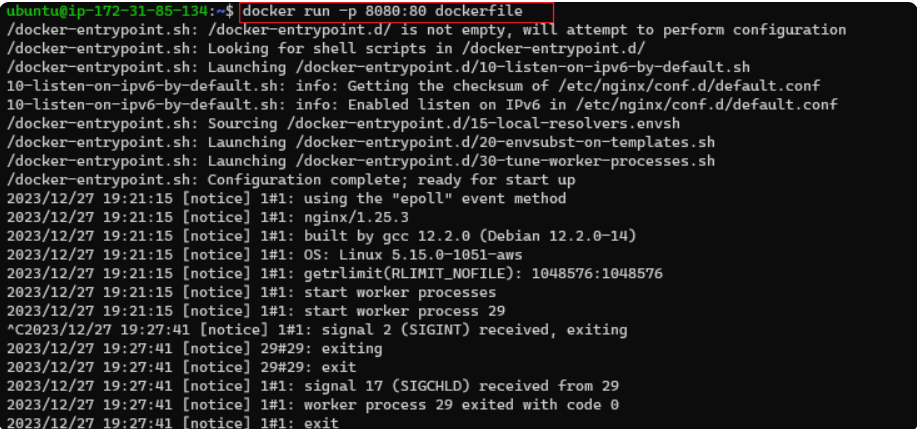 ubuntu@ip-172-31-85-134:~$ docker run -p 8080:80 dockerfile
/docker-entrypoint.sh: /docker-entrypoint.d/ is not empty, will attempt to perform configuration
/docker-entrypoint.sh: Looking for shell scripts in /docker-entrypoint.d/
/docker-entrypoint.sh: Launching /docker-entrypoint.d/10-listen-on-ipv6-by-default.sh
10-listen-on-ipv6-by-default.sh: info: Getting the checksum of /etc/nginx/conf.d/default.conf
10-listen-on-ipv6-by-default.sh: info: Enabled listen on IPv6 in /etc/nginx/conf.d/default.conf
/docker-entrypoint.sh: Sourcing /docker-entrypoint.d/15-local-resolvers.envsh
/docker-entrypoint.sh: Launching /docker-entrypoint.d/20-envsubst-on-templates.sh
/docker-entrypoint.sh: Launching /docker-entrypoint.d/30-tune-worker-processes.sh
/docker-entrypoint.sh: Configuration complete; ready for start up
2023/12/27 19:21:15 [notice] 1#1: using the "epoll" event method
2023/12/27 19:21:15 [notice] 1#1: nginx/1.25.3
2023/12/27 19:21:15 [notice] 1#1: built by gcc 12.2.0 (Debian 12.2.0-14)
2023/12/27 19:21:15 [notice] 1#1: OS: Linux 5.15.0-1051-aws
2023/12/27 19:21:15 [notice] 1#1: getrlimit(RLIMIT_NOFILE): 1048576:1048576
2023/12/27 19:21:15 [notice] 1#1: start worker processes
2023/12/27 19:21:15 [notice] 1#1: start worker process 29
^C2023/12/27 19:27:41 [notice] 1#1: signal 2 (SIGINT) received, exiting
2023/12/27 19:27:41 [notice] 29#29: exiting
2023/12/27 19:27:41 [notice] 29#29: exit
2023/12/27 19:27:41 [notice] 1#1: signal 17 (SIGCHLD) received from 29
2023/12/27 19:27:41 [notice] 1#1: worker process 29 exited with code 0
2023/12/27 19:27:41 [notice] 1#1: exit